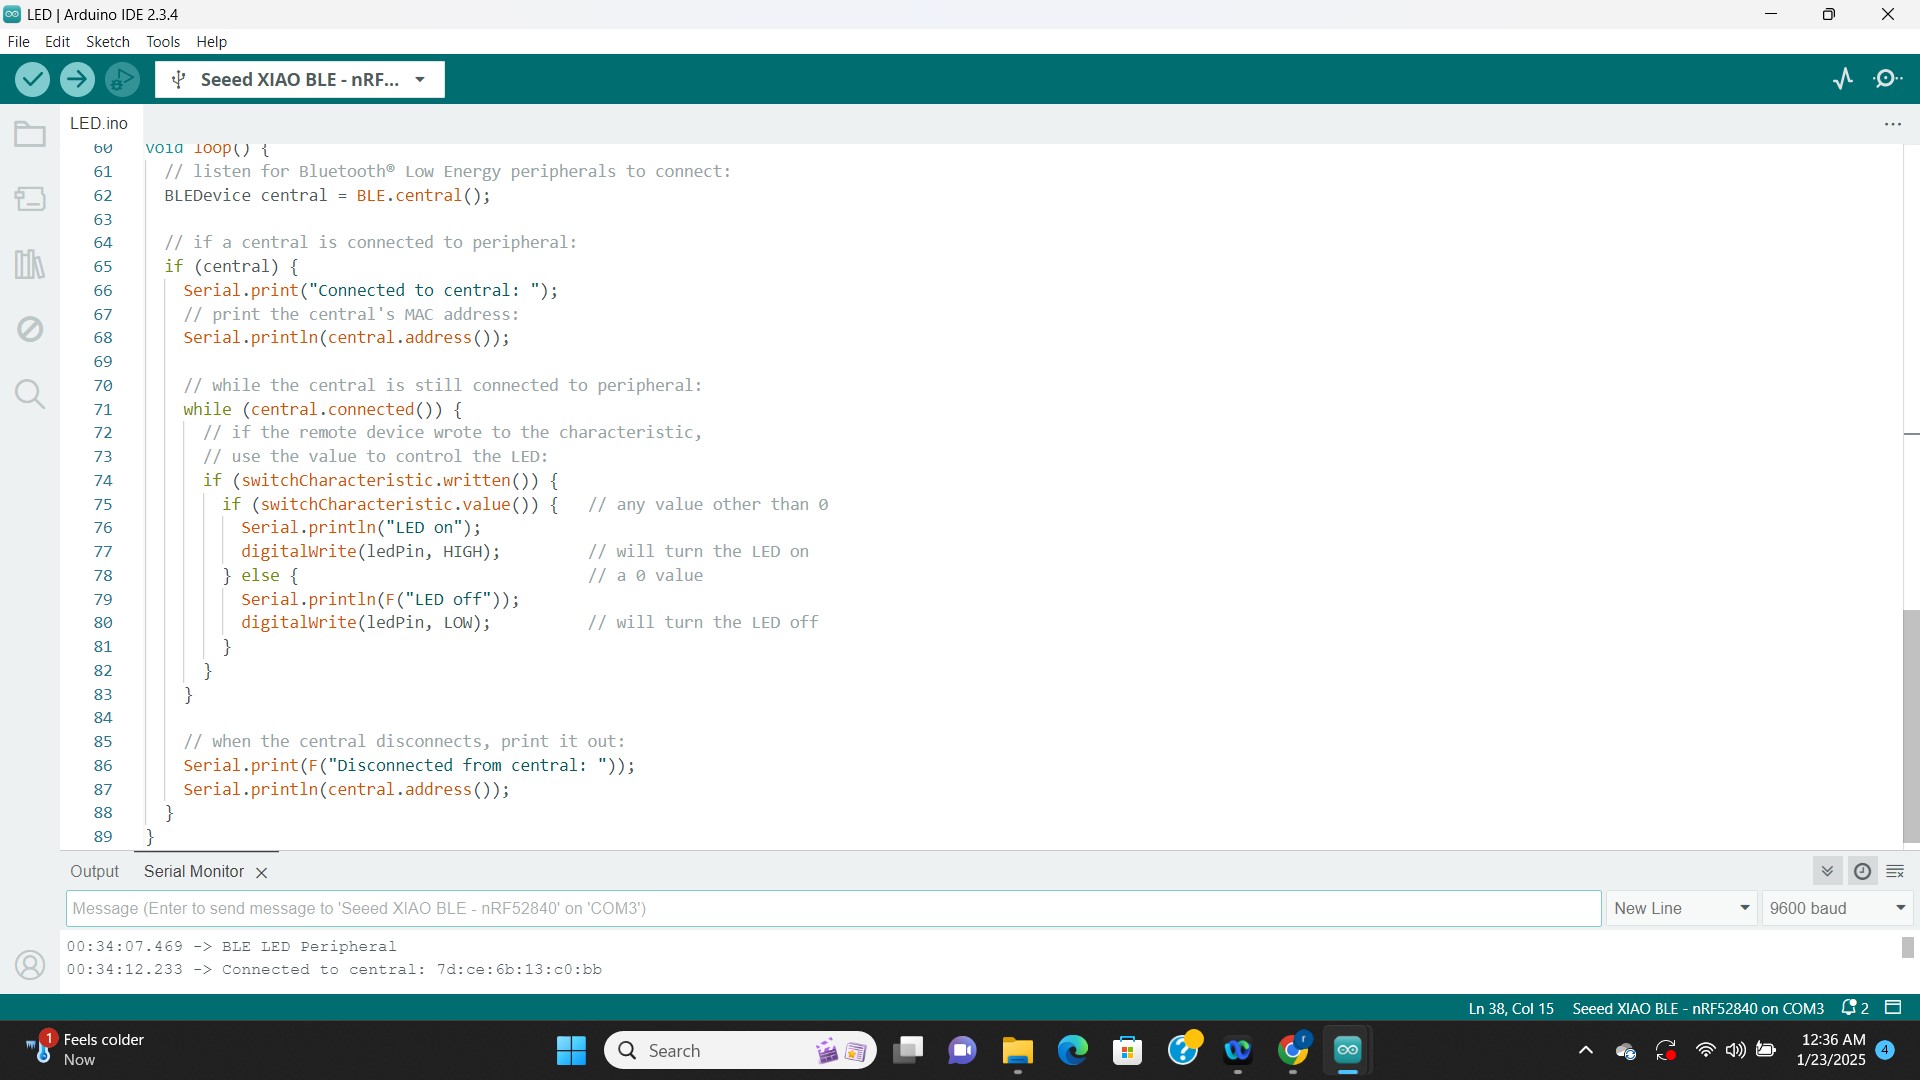 LED | Arduino IDE 2.3.4
File Edit Sketch Tools Help
Seeed XIAO BLE - nRF...
LED.ino
60 void loop() {
61 // listen for Bluetooth® Low Energy peripherals to connect:
62 BLEDevice central = BLE.central();
63
64 // if a central is connected to peripheral:
65 if (central) {
66 Serial.print("Connected to central: ");
67 // print the central's MAC address:
68 Serial.println(central.address());
69
70 // while the central is still connected to peripheral:
71 while (central.connected()) {
72 // if the remote device wrote to the characteristic,
73 // use the value to control the LED:
74 if (switchCharacteristic.written()) {
75 if (switchCharacteristic.value()) { // any value other than 0
76 Serial.println("LED on");
77 digitalWrite(ledPin, HIGH); // will turn the LED on
78 } else { // a 0 value
79 Serial.println(F("LED off"));
80 digitalWrite(ledPin, LOW); // will turn the LED off
81 }
82 }
83 }
84
85 // when the central disconnects, print it out:
86 Serial.print(F("Disconnected from central: "));
87 Serial.println(central.address());
88 }
89 }
Output Serial Monitor
Message (Enter to send message to 'Seeed XIAO BLE - nRF52840' on 'COM3')
New Line 9600 baud
00:34:07.469 -> BLE LED Peripheral
00:34:12.233 -> Connected to central: 7d:ce:6b:13:c0:bb
Ln 38, Col 15 Seeed XIAO BLE - nRF52840 on COM3 2
1 Feels colder
Now
Search
r
12:36 AM
1/23/2025
4